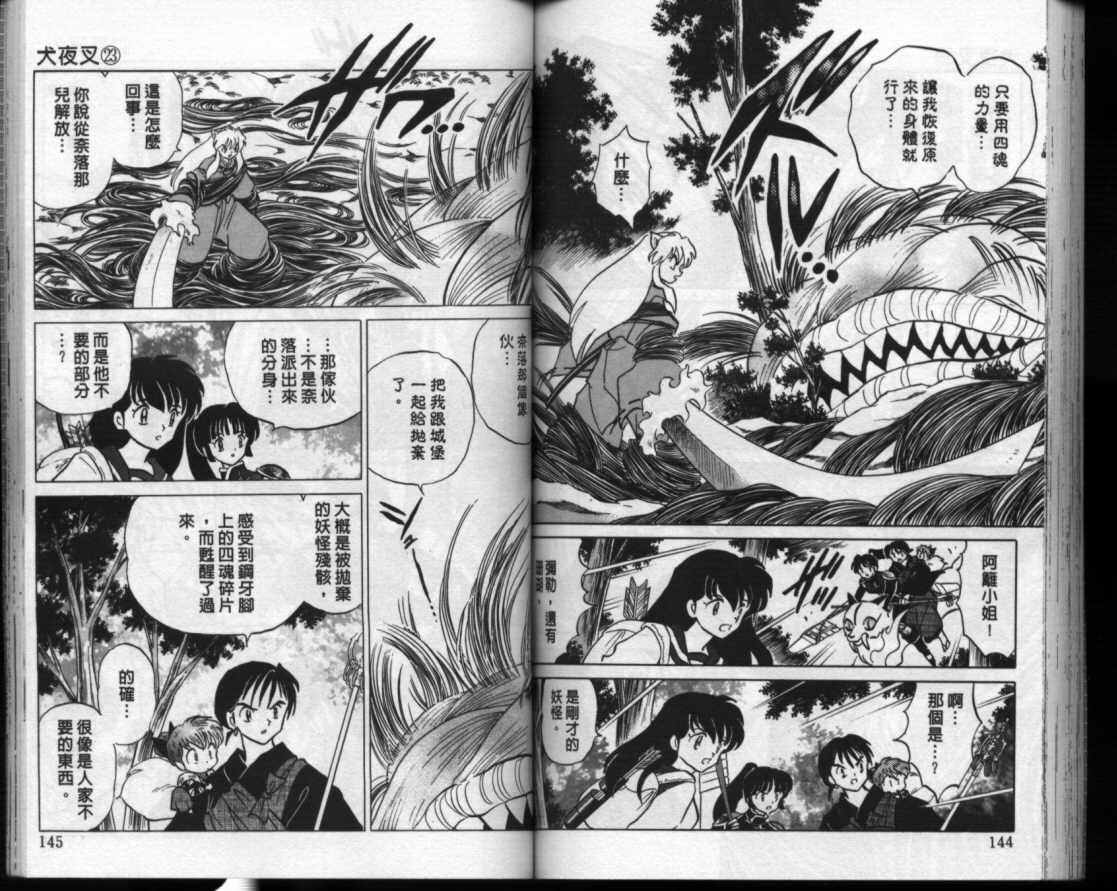 只要用四魂
的力量…
讓我恢復原
來的身體就
行了…
什麼…
ズ
ル
…
阿籬小姐！
彌勒，還有
珊瑚。
啊…
那個是…？
是剛才的
妖怪。
144
犬夜叉㉓
ザワ…
這是怎麼
回事…
你說從奈落那
兒解放…
奈落那個傢
伙…
把我跟城堡
一起給拋棄
了。
…那傢伙
…不是奈
落派出來
的分身…
而是他不
要的部分
…？
大概是被拋棄
的妖怪殘骸，
感受到鋼牙腳
上的四魂碎片
，而甦醒了過
來。
的確…
很像是人家不
要的東西。
145